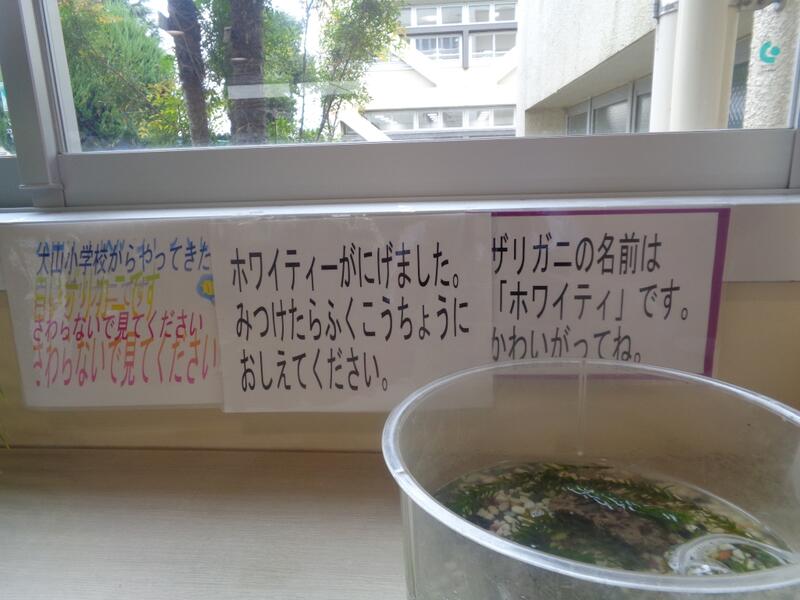 犬山小学校からやってきた
白いザリガニです
さわらないで見てください
さわらないで見てください
ホワイティーがにげました。
みつけたらふくこうちょうに
おしえてください。
ザリガニの名前は
「ホワイティ」です。
かわいがってね。